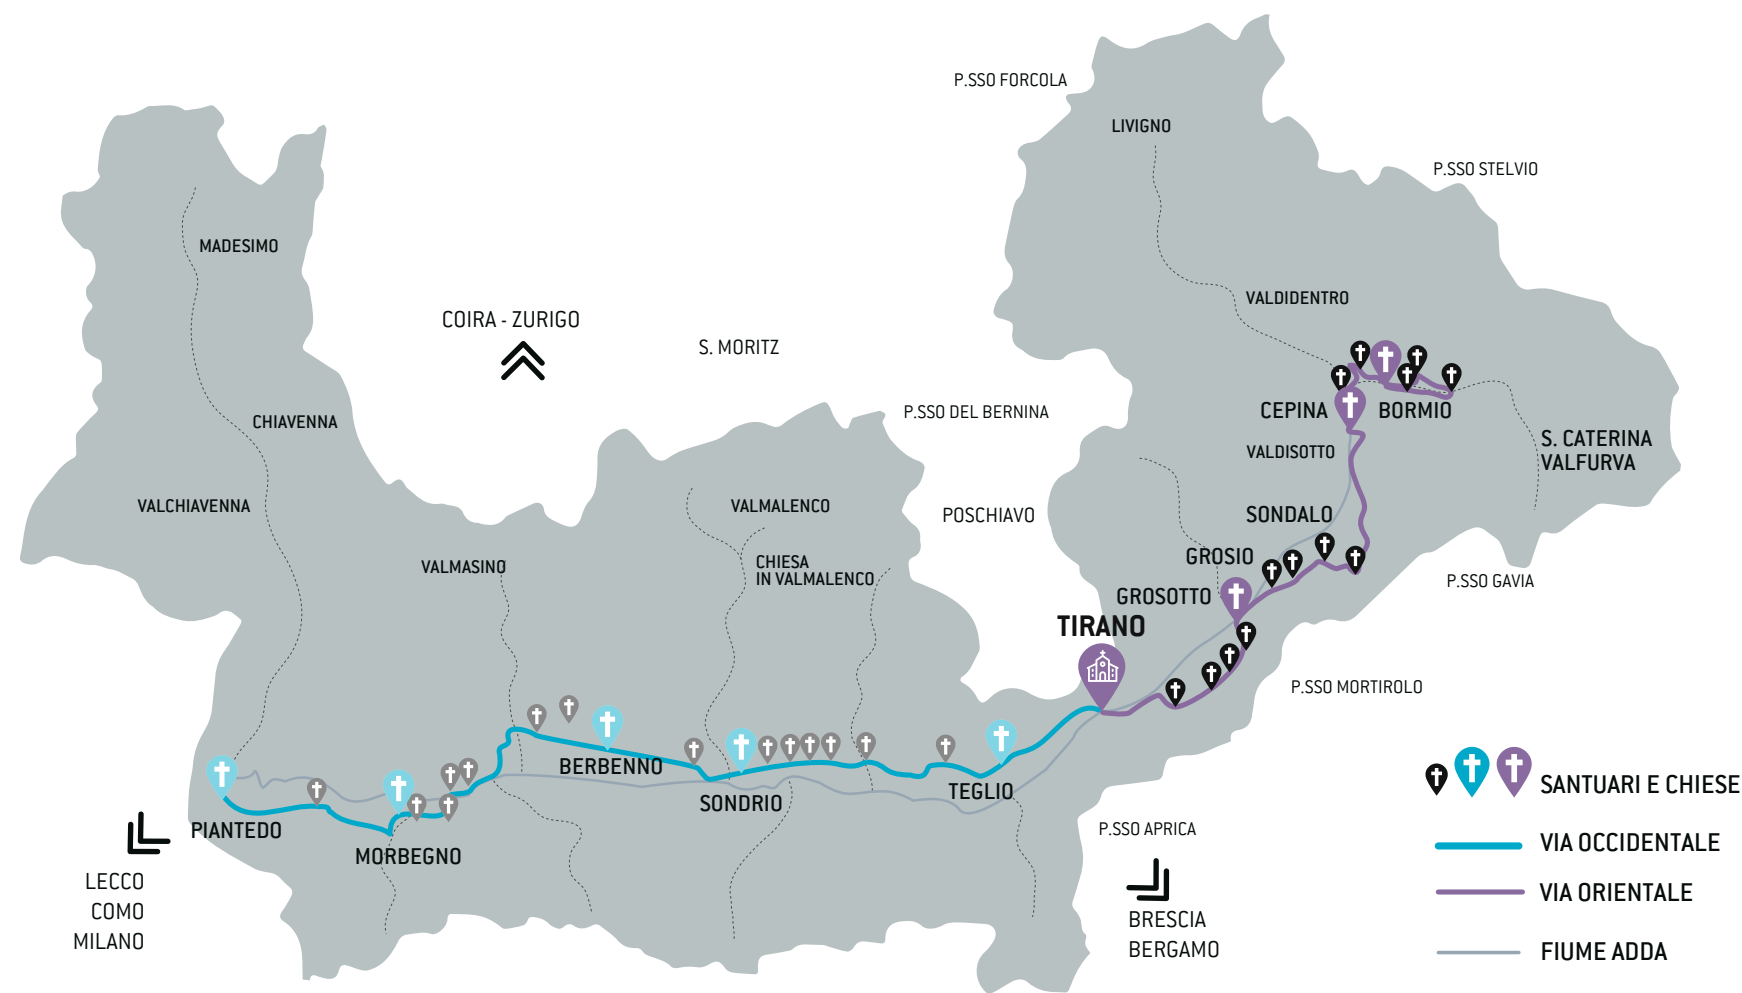 P.SSO FORCOLA
LIVIGNO
P.SSO STELVIO
MADESIMO
VALDIDENTRO
COIRA - ZURIGO
S. MORITZ
CHIAVENNA
P.SSO DEL BERNINA
CEPINA
BORMIO
VALDISOTTO
S. CATERINA
VALFURVA
VALCHIAVENNA
VALMALENCO
POSCHIAVO
SONDALO
VALMASINO
CHIESA
IN VALMALENCO
GROSIO
P.SSO GAVIA
GROSOTTO
TIRANO
P.SSO MORTIROLO
BERBENNO
SONDRIO
TEGLIO
PIANTEDO
MORBEGNO
P.SSO APRICA
LECCO
COMO
MILANO
BRESCIA
BERGAMO
SANTUARI E CHIESE
VIA OCCIDENTALE
VIA ORIENTALE
FIUME ADDA